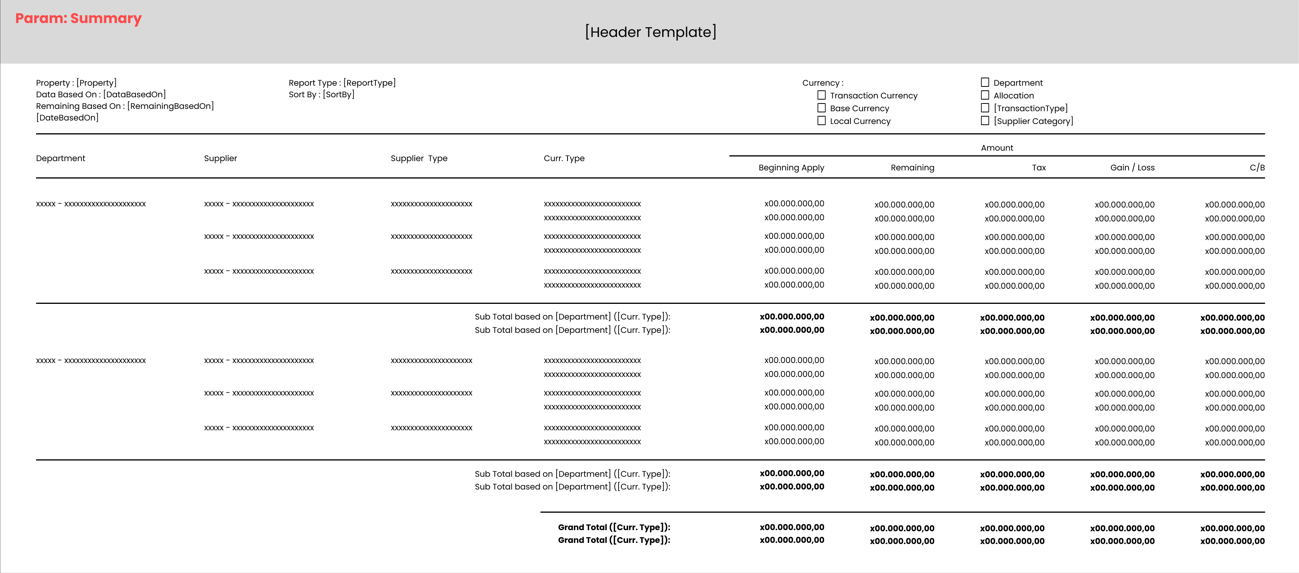 Param: Summary
[Header Template]
Property : [Property]
Data Based On : [DataBasedOn]
Remaining Based On : [RemainingBasedOn]
[DateBasedOn]
Report Type : [ReportType]
Sort By : [SortBy]
Currency :
Transaction Currency
Base Currency
Local Currency
Department
Allocation
[TransactionType]
[Supplier Category]
Department Supplier Supplier Type Curr. Type Amount
Beginning Apply Remaining Tax Gain / Loss C/B
xxxxx - xxxxxxxxxxxxxxxxxxxxxx xxxxx - xxxxxxxxxxxxxxxxxxxxxx xxxxxxxxxxxxxxxxxxxxx xxxxxxxxxxxxxxxxxxxxxxxxx x00.000.000,00 x00.000.000,00 x00.000.000,00 x00.000.000,00 x00.000.000,00
xxxxxxxxxxxxxxxxxxxxxxxxx x00.000.000,00 x00.000.000,00 x00.000.000,00 x00.000.000,00 x00.000.000,00
xxxxx - xxxxxxxxxxxxxxxxxxxxxx xxxxxxxxxxxxxxxxxxxxx xxxxxxxxxxxxxxxxxxxxxxxxx x00.000.000,00 x00.000.000,00 x00.000.000,00 x00.000.000,00 x00.000.000,00
xxxxxxxxxxxxxxxxxxxxxxxxx x00.000.000,00 x00.000.000,00 x00.000.000,00 x00.000.000,00 x00.000.000,00
xxxxx - xxxxxxxxxxxxxxxxxxxxxx xxxxxxxxxxxxxxxxxxxxx xxxxxxxxxxxxxxxxxxxxxxxxx x00.000.000,00 x00.000.000,00 x00.000.000,00 x00.000.000,00 x00.000.000,00
xxxxxxxxxxxxxxxxxxxxxxxxx x00.000.000,00 x00.000.000,00 x00.000.000,00 x00.000.000,00 x00.000.000,00
Sub Total based on [Department] ([Curr. Type]): x00.000.000,00 x00.000.000,00 x00.000.000,00 x00.000.000,00 x00.000.000,00
Sub Total based on [Department] ([Curr. Type]): x00.000.000,00 x00.000.000,00 x00.000.000,00 x00.000.000,00 x00.000.000,00
xxxxx - xxxxxxxxxxxxxxxxxxxxxx xxxxx - xxxxxxxxxxxxxxxxxxxxxx xxxxxxxxxxxxxxxxxxxxx xxxxxxxxxxxxxxxxxxxxxxxxx x00.000.000,00 x00.000.000,00 x00.000.000,00 x00.000.000,00 x00.000.000,00
xxxxxxxxxxxxxxxxxxxxxxxxx x00.000.000,00 x00.000.000,00 x00.000.000,00 x00.000.000,00 x00.000.000,00
xxxxx - xxxxxxxxxxxxxxxxxxxxxx xxxxxxxxxxxxxxxxxxxxx xxxxxxxxxxxxxxxxxxxxxxxxx x00.000.000,00 x00.000.000,00 x00.000.000,00 x00.000.000,00 x00.000.000,00
xxxxxxxxxxxxxxxxxxxxxxxxx x00.000.000,00 x00.000.000,00 x00.000.000,00 x00.000.000,00 x00.000.000,00
xxxxx - xxxxxxxxxxxxxxxxxxxxxx xxxxxxxxxxxxxxxxxxxxx xxxxxxxxxxxxxxxxxxxxxxxxx x00.000.000,00 x00.000.000,00 x00.000.000,00 x00.000.000,00 x00.000.000,00
xxxxxxxxxxxxxxxxxxxxxxxxx x00.000.000,00 x00.000.000,00 x00.000.000,00 x00.000.000,00 x00.000.000,00
Sub Total based on [Department] ([Curr. Type]): x00.000.000,00 x00.000.000,00 x00.000.000,00 x00.000.000,00 x00.000.000,00
Sub Total based on [Department] ([Curr. Type]): x00.000.000,00 x00.000.000,00 x00.000.000,00 x00.000.000,00 x00.000.000,00
Grand Total ([Curr. Type]): x00.000.000,00 x00.000.000,00 x00.000.000,00 x00.000.000,00 x00.000.000,00
Grand Total ([Curr. Type]): x00.000.000,00 x00.000.000,00 x00.000.000,00 x00.000.000,00 x00.000.000,00